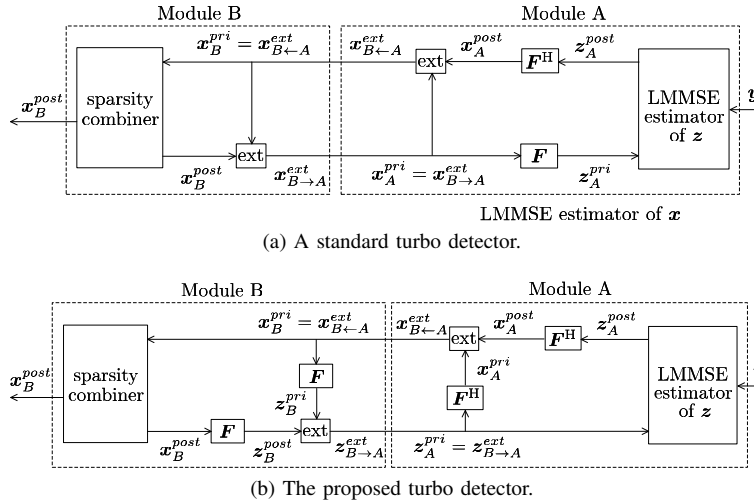 Module B
Module A
x_B^{pri} = x_{B←A}^{ext}
x_{B←A}^{ext}
x_A^{post}
z_A^{post}
ext
F^H
x_B^{post}
sparsity
combiner
LMMSE
estimator
of z
y
ext
F
x_B^{post}
x_{B→A}^{ext}
x_A^{pri} = x_{B→A}^{ext}
z_A^{pri}
LMMSE estimator of x
(a) A standard turbo detector.
Module B
Module A
x_B^{pri} = x_{B←A}^{ext}
x_{B←A}^{ext}
x_A^{post}
z_A^{post}
ext
F^H
x_A^{pri}
x_B^{post}
sparsity
combiner
F
F^H
LMMSE
estimator
of z
z_B^{pri}
F
ext
x_B^{post}
z_B^{post}
z_{B→A}^{ext}
z_A^{pri} = z_{B→A}^{ext}
(b) The proposed turbo detector.